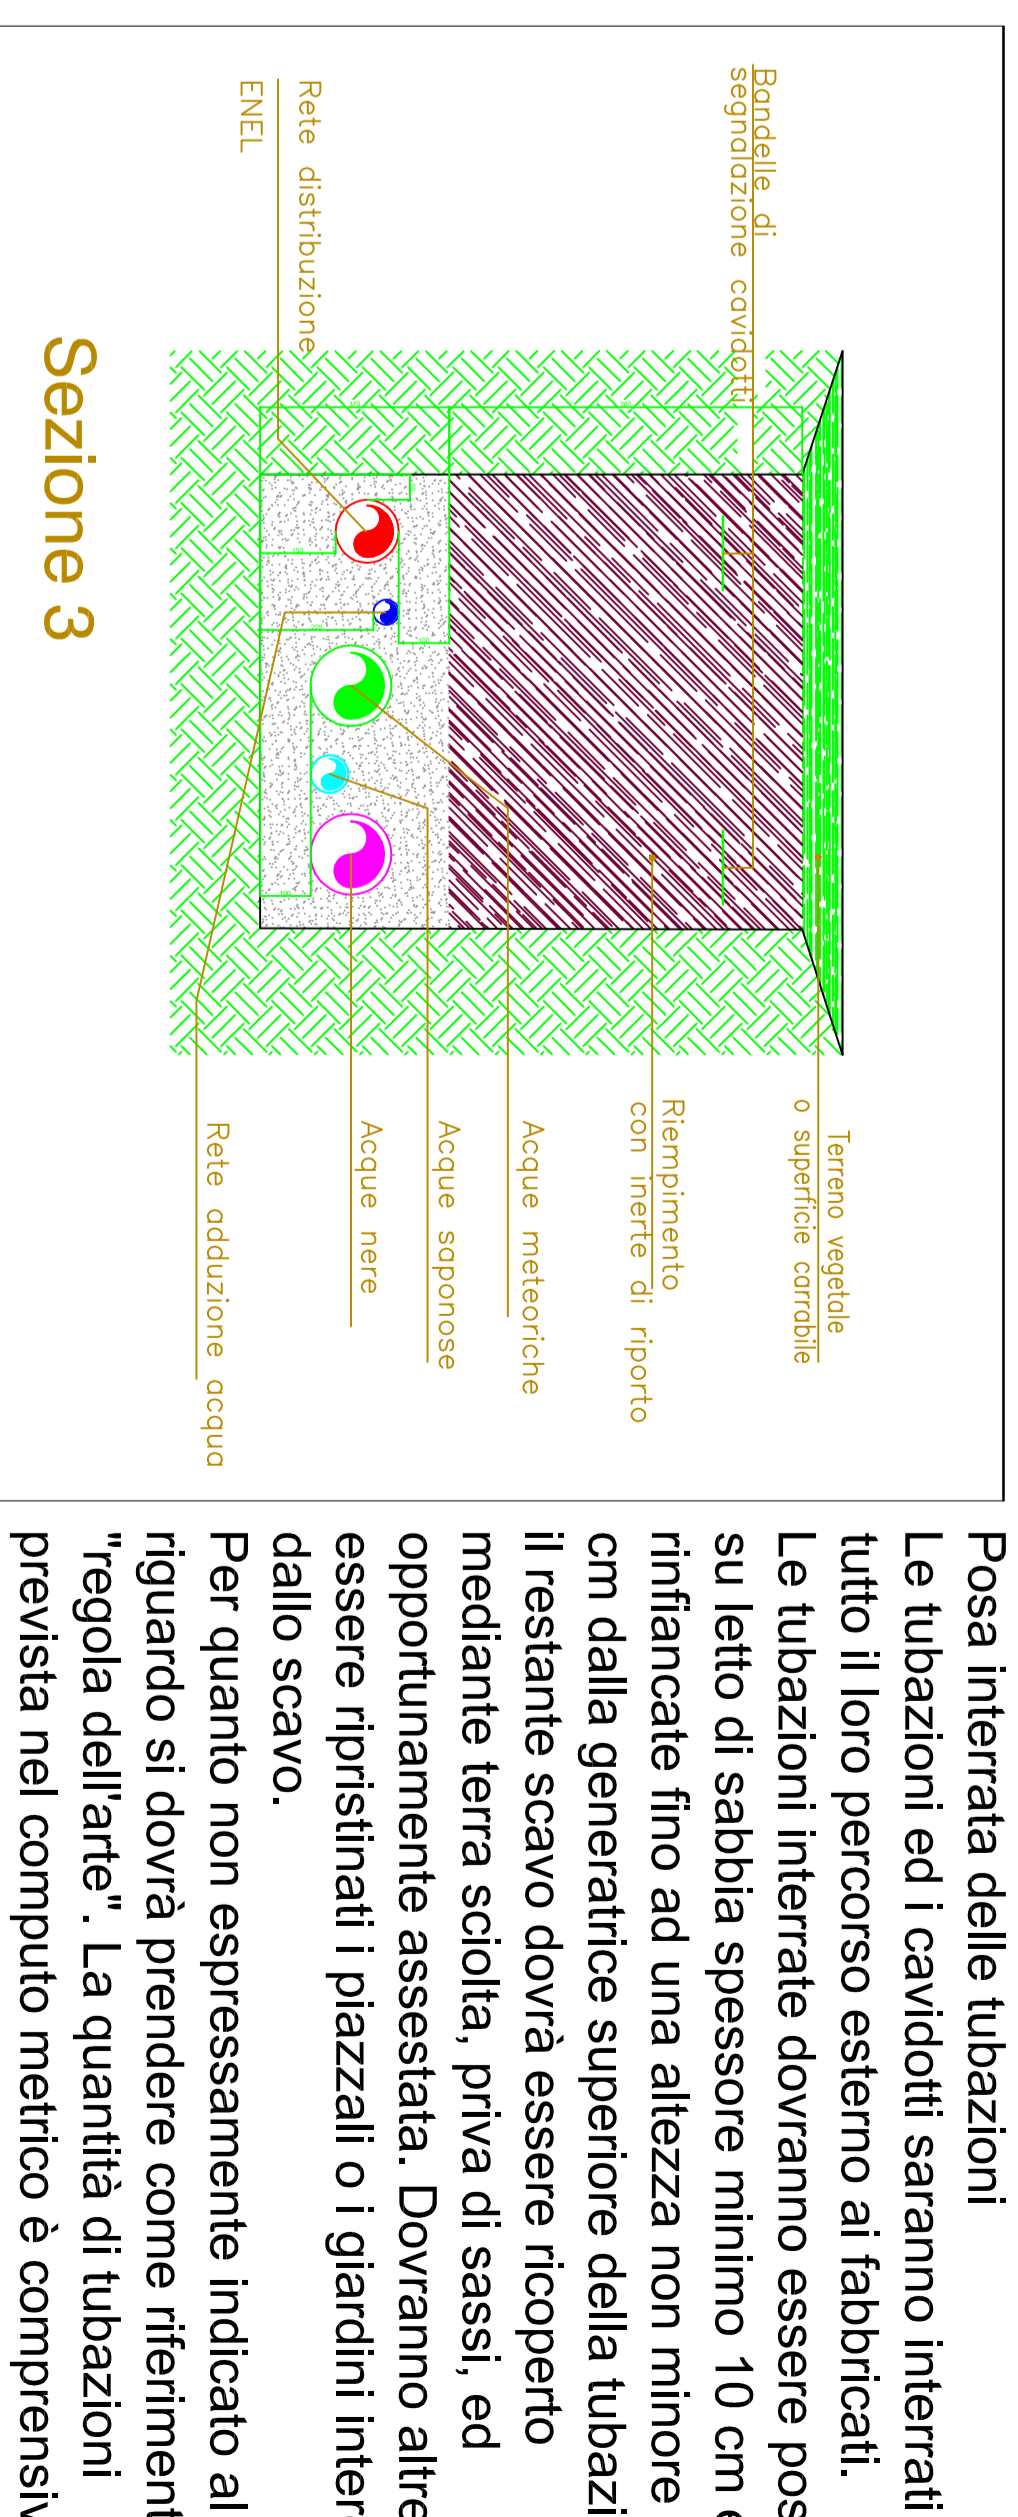 Bandelle di
segnalazione cavidotti
Rete distribuzione
ENEL
Terreno vegetale
o superficie carrabile
Riempimento
con inerte di riporto
Acque meteoriche
Acque saponose
Acque nere
Rete adduzione acqua
700
370
150
220
100
100
Sezione 3
Posa interrata delle tubazioni
Le tubazioni ed i cavidotti saranno interrati
tutto il loro percorso esterno ai fabbricati.
Le tubazioni interrate dovranno essere pos
su letto di sabbia spessore minimo 10 cm e
rinfiancate fino ad una altezza non minore
cm dalla generatrice superiore della tubazi
il restante scavo dovrà essere ricoperto
mediante terra sciolta, priva di sassi, ed
opportunamente assestata. Dovranno altre
essere ripristinati i piazzali o i giardini inter
dallo scavo.
Per quanto non espressamente indicato al
riguardo si dovrà prendere come riferiment
"regola dell'arte". La quantità di tubazioni
prevista nel computo metrico è comprensiv